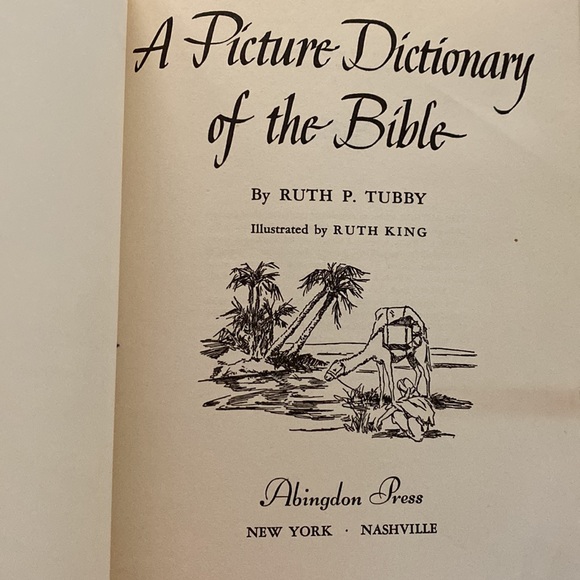 A Picture Dictionary
of the Bible
By RUTH P. TUBBY
Illustrated by RUTH KING
Abingdon Press
NEW YORK · NASHVILLE